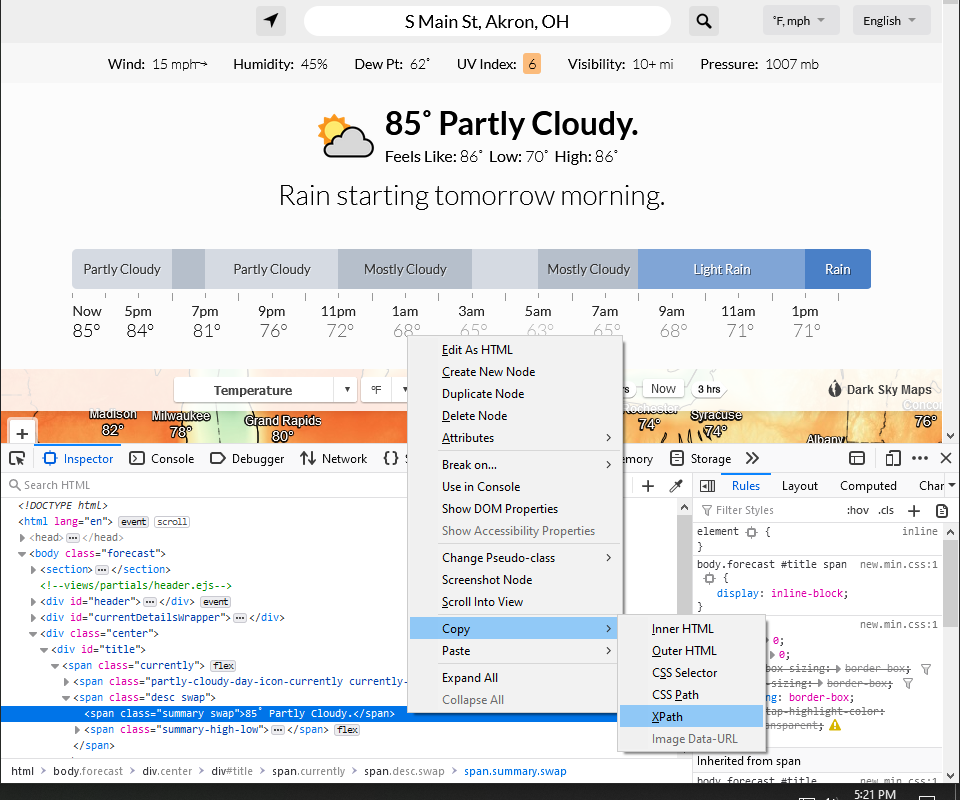 S Main St, Akron, OH
˚F, mph
English
Wind: 15 mph
Humidity: 45%
Dew Pt: 62˚
UV Index: 6
Visibility: 10+ mi
Pressure: 1007 mb
85˚ Partly Cloudy.
Feels Like: 86˚ Low: 70˚ High: 86˚
Rain starting tomorrow morning.
Partly Cloudy Partly Cloudy Mostly Cloudy Mostly Cloudy Light Rain Rain
Now 5pm 7pm 9pm 11pm 1am 3am 5am 7am 9am 11am 1pm
85° 84° 81° 76° 72° 68° 65° 63° 65° 68° 71° 71°
Temperature
°F
Now
3 hrs
Dark Sky Maps
Madison
82°
Milwaukee
78°
Grand Rapids
80°
74°
Syracuse
74°
Albany
76°
+
Inspector Console Debugger Network Storage
Search HTML
<!DOCTYPE html>
<html lang="en"> event scroll
<head> </head>
<body class="forecast">
<section> </section>
<!--views/partials/header.ejs-->
<div id="header"> </div> event
<div id="currentDetailsWrapper"> </div>
<div class="center">
<div id="title">
<span class="currently"> flex
<span class="partly-cloudy-day-icon-currently currently-
<span class="desc swap">
<span class="summary swap">85˚ Partly Cloudy.</span>
<span class="summary-high-low"> </span> flex
</span>
html body.forecast div.center div#title span.currently span.desc.swap span.summary.swap
Edit As HTML
Create New Node
Duplicate Node
Delete Node
Attributes
Break on...
Use in Console
Show DOM Properties
Show Accessibility Properties
Change Pseudo-class
Screenshot Node
Scroll Into View
Copy
Paste
Expand All
Collapse All
Inner HTML
Outer HTML
CSS Selector
CSS Path
XPath
Image Data-URL
Rules Layout Computed
Filter Styles
:hov .cls +
element { inline
}
body.forecast #title span new.min.css:1
{
display: inline-block;
}
new.min.css:1
0;
0;
box-sizing: border-box;
-sizing: border-box;
ng: border-box;
tap-highlight-color:
Inherited from span
body.forecast #title new.min.css:1
5:21 PM